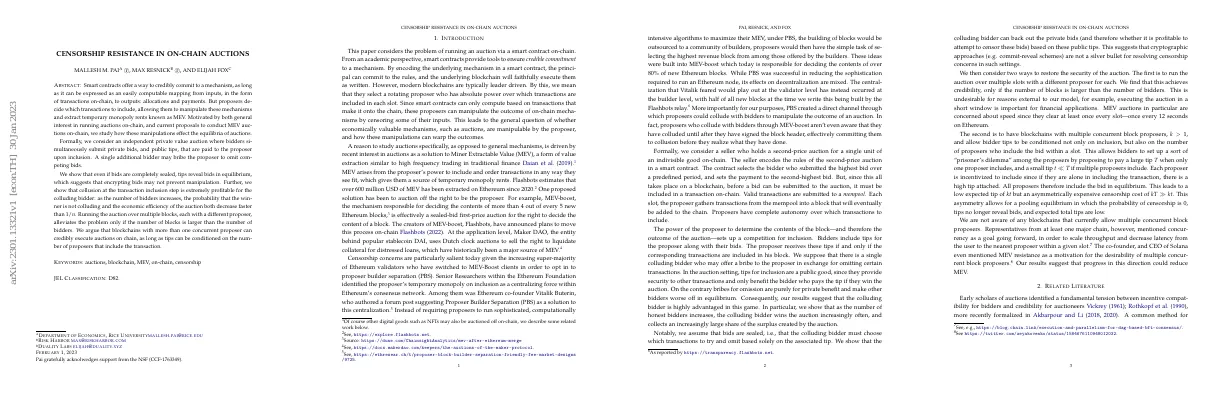 arXiv:2301.13321v1 [econ.TH] 30 Jan 2023
CENSORSHIP RESISTANCE IN ON-CHAIN AUCTIONS
MALLESH M. PAI, MAX RESNICK, AND ELIJAH FOX
ABSTRACT: Smart contracts offer a way to credibly commit to a mechanism, as long
as it can be expressed as an easily computable mapping from inputs, in the form
of transactions on-chain, to outputs: allocations and payments. But proposers de-
cide which transactions to include, allowing them to manipulate these mechanisms
and extract temporary monopoly rents known as MEV. Motivated by both general
interest in running auctions on-chain, and current proposals to conduct MEV auc-
tions on-chain, we study how these manipulations effect the equilibria of auctions.
Formally, we consider an independent private value auction where bidders si-
multaneously submit private bids, and public tips, that are paid to the proposer
upon inclusion. A single additional bidder may bribe the proposer to omit com-
peting bids.
We show that even if bids are completely sealed, tips reveal bids in equilibrium,
which suggests that encrypting bids may not prevent manipulation. Further, we
show that collusion at the transaction inclusion step is extremely profitable for the
colluding bidder: as the number of bidders increases, the probability that the win-
ner is not colluding and the economic efficiency of the auction both decrease faster
than 1/n. Running the auction over multiple blocks, each with a different proposer,
alleviates the problem only if the number of blocks is larger than the number of
bidders. We argue that blockchains with more than one concurrent proposer can
credibly execute auctions on chain, as long as tips can be conditioned on the num-
ber of proposers that include the transaction.
KEYWORDS: auctions, blockchain, MEV, on-chain, censorship
JEL CLASSIFICATION: D82.
DEPARTMENT OF ECONOMICS, RICE UNIVERSITY
FEBRUARY 1, 2023
Pai gratefully acknowledges support from the NSF (CCF-1763349).
CENSORSHIP RESISTANCE IN ON-CHAIN AUCTIONS
1. INTRODUCTION
This paper considers the problem of running an auction via a smart contract on-chain.
From an academic perspective, smart contracts provide tools to ensure credible commitment
to a mechanism. By encoding the underlying mechanism in a smart contract, the princi-
pal can commit to the rules, and the underlying blockchain will faithfully execute them
as written. However, modern blockchains are typically leader driven. By this, we mean
that they select a rotating proposer who has absolute power over which transactions are
included in each slot. Since smart contracts can only compute based on transactions that
make it onto the chain, these proposers can manipulate the outcome of on-chain mecha-
nisms by censoring some of their inputs. This leads to the general question of whether
economically valuable mechanisms, such as auctions, are manipulable by the proposer,
and how such manipulations can warp the outcomes.
A reason to study auctions specifically, as opposed to general mechanisms, is driven by
recent interest in auctions as a solution to Miner Extractable Value (MEV), a form of value
extraction similar to high frequency trading in traditional finance Daian et al. (2019).
MEV arises from the proposer's power to include and order transactions in any way they
see fit, which gives them a source of temporary monopoly rents. Flashbots estimates that
over 600 million USD of MEV has been extracted on Ethereum since 2020. One proposed
solution has been to auction off the right to be the proposer. For example, MEV-boost,
the mechanism responsible for deciding the contents of more than 4 out of every 5 new
Ethereum blocks, is effectively a sealed-bid first-price auction for the right to decide the
content of a block. The creators of MEV-boost, Flashbots, have announced plans to move
this process on-chain Flashbots (2022). At the application level, Maker DAO, the entity
behind popular stablecoin DAI, uses Dutch clock auctions to sell the right to liquidate
collateral for distressed loans, which have historically been a major source of MEV.
Censorship concerns are particularly salient today given the increasing super-majority
of Ethereum validators who have switched to MEV-Boost clients in order to opt in to
proposer builder separation (PBS). Senior Researchers within the Ethereum Foundation
identified the proposer's temporary monopoly on inclusion as a centralizing force within
Ethereum's consensus network. Among them was Ethereum co-founder Vitalik Buterin,
who authored a forum post suggesting Proposer Builder Separation (PBS) as a solution to
this centralization. Instead of requiring proposers to run sophisticated, computationally
Of course other digital goods such as NFTs may also be auctioned off on-chain, we describe some related
work below.
See, https://explore.flashbots.net.
1
PAI, RESNICK, AND FOX
intensive algorithms to maximize their MEV, under PBS, the building of blocks would be
outsourced to a community of builders, proposers would then have the simple task of se-
lecting the highest revenue block from among those offered by the builders. These ideas
were built into MEV-boost which today is responsible for deciding the contents of over
80% of new Ethereum blocks. While PBS was successful in reducing the sophistication
required to run an Ethereum node, its effects on decentralization are mixed. The central-
ization that Vitalik feared would play out at the validator level has instead occurred at
the builder level, with half of all new blocks at the time we write this being built by the
Flashbots relay. More importantly for our purposes, PBS created a direct channel through
which proposers could collude with builders to manipulate the outcome of an auction. In
fact, proposers who collude with bidders through MEV-boost aren't even aware that they
have colluded until after they have signed the block header, effectively committing them
to collusion before they realize what they have done.
Formally, we consider a seller who holds a second-price auction for a single unit of
an indivisible good on-chain. The seller encodes the rules of the second-price auction
in a smart contract. The contract selects the bidder who submitted the highest bid over
a predefined period, and sets the payment to the second-highest bid. But, since this all
takes place on a blockchain, before a bid can be submitted to the auction, it must be
included in a transaction on-chain. Valid transactions are submitted to a mempool. Each
slot, the proposer gathers transactions from the mempool into a block that will eventually
be added to the chain. Proposers have complete autonomy over which transactions to
include.
The power of the proposer to determine the contents of the block—and therefore the
outcome of the auction—sets up a competition for inclusion. Bidders include tips for
the proposer along with their bids. The proposer receives these tips if and only if the
corresponding transactions are included in his block. We suppose that there is a single
colluding bidder who may offer a bribe to the proposer in exchange for omitting certain
transactions. In the auction setting, tips for inclusion are a public good, since they provide
security to other transactions and only benefit the bidder who pays the tip if they win the
auction. On the contrary bribes for omission are purely for private benefit and make other
bidders worse off in equilibrium. Consequently, our results suggest that the colluding
bidder is highly advantaged in this game. In particular, we show that as the number of
honest bidders increases, the colluding bidder wins the auction increasingly often, and
collects an increasing large share of the surplus created by the auction.
Notably, we assume that bids are sealed, i.e., that the colluding bidder must choose
which transactions to try and omit based solely on the associated tip. We show that the
As reported by https://transparency.flashbots.net.
2
CENSORSHIP RESISTANCE IN ON-CHAIN AUCTIONS
colluding bidder can back out the private bids (and therefore whether it is profitable to
attempt to censor these bids) based on these public tips. This suggests that cryptographic
approaches (e.g. commit-reveal schemes) are not a silver bullet for resolving censorship
concerns in such settings.
We then consider two ways to restore the security of the auction. The first is to run the
auction over multiple slots with a different proposer for each. We find that this achieves
credibility, only if the number of blocks is larger than the number of bidders. This is
undesirable for reasons external to our model, for example, executing the auction in a
short window is important for financial applications. MEV auctions in particular are
concerned about speed since they clear at least once every slot—once every 12 seconds
on Ethereum.
The second is to have blockchains with multiple concurrent block proposers, k > 1,
and allow bidders tips to be conditioned not only on inclusion, but also on the number
of proposers who include the bid within a slot. This allows bidders to set up a sort of
"prisoner's dilemma" among the proposers by proposing to pay a large tip T when only
one proposer includes, and a small tip t ≪ T if multiple proposers include. Each proposer
is incentivized to include since if they are alone in including the transaction, there is a
high tip attached. All proposers therefore include the bid in equilibrium. This leads to a
low expected tip of kt but an asymmetrically expensive censorship cost of kT ≫ kt. This
asymmetry allows for a pooling equilibrium in which the probability of censorship is 0,
tips no longer reveal bids, and expected total tips are low.
We are not aware of any blockchains that currently allow multiple concurrent block
proposers. Representatives from at least one major chain, however, mentioned concur-
rency as a goal going forward, in order to scale throughput and decrease latency from
the user to the nearest proposer within a given slot. The co-founder, and CEO of Solana
even mentioned MEV resistance as a motivation for the desirability of multiple concur-
rent block proposers. Our results suggest that progress in this direction could reduce
MEV.
2. RELATED LITERATURE
Early scholars of auctions identified a fundamental tension between incentive compat-
ibility for bidders and credibility for auctioneers Vickrey (1961); Rothkopf et al. (1990),
more recently formalized in Akbarpour and Li (2018, 2020). A common method for
3